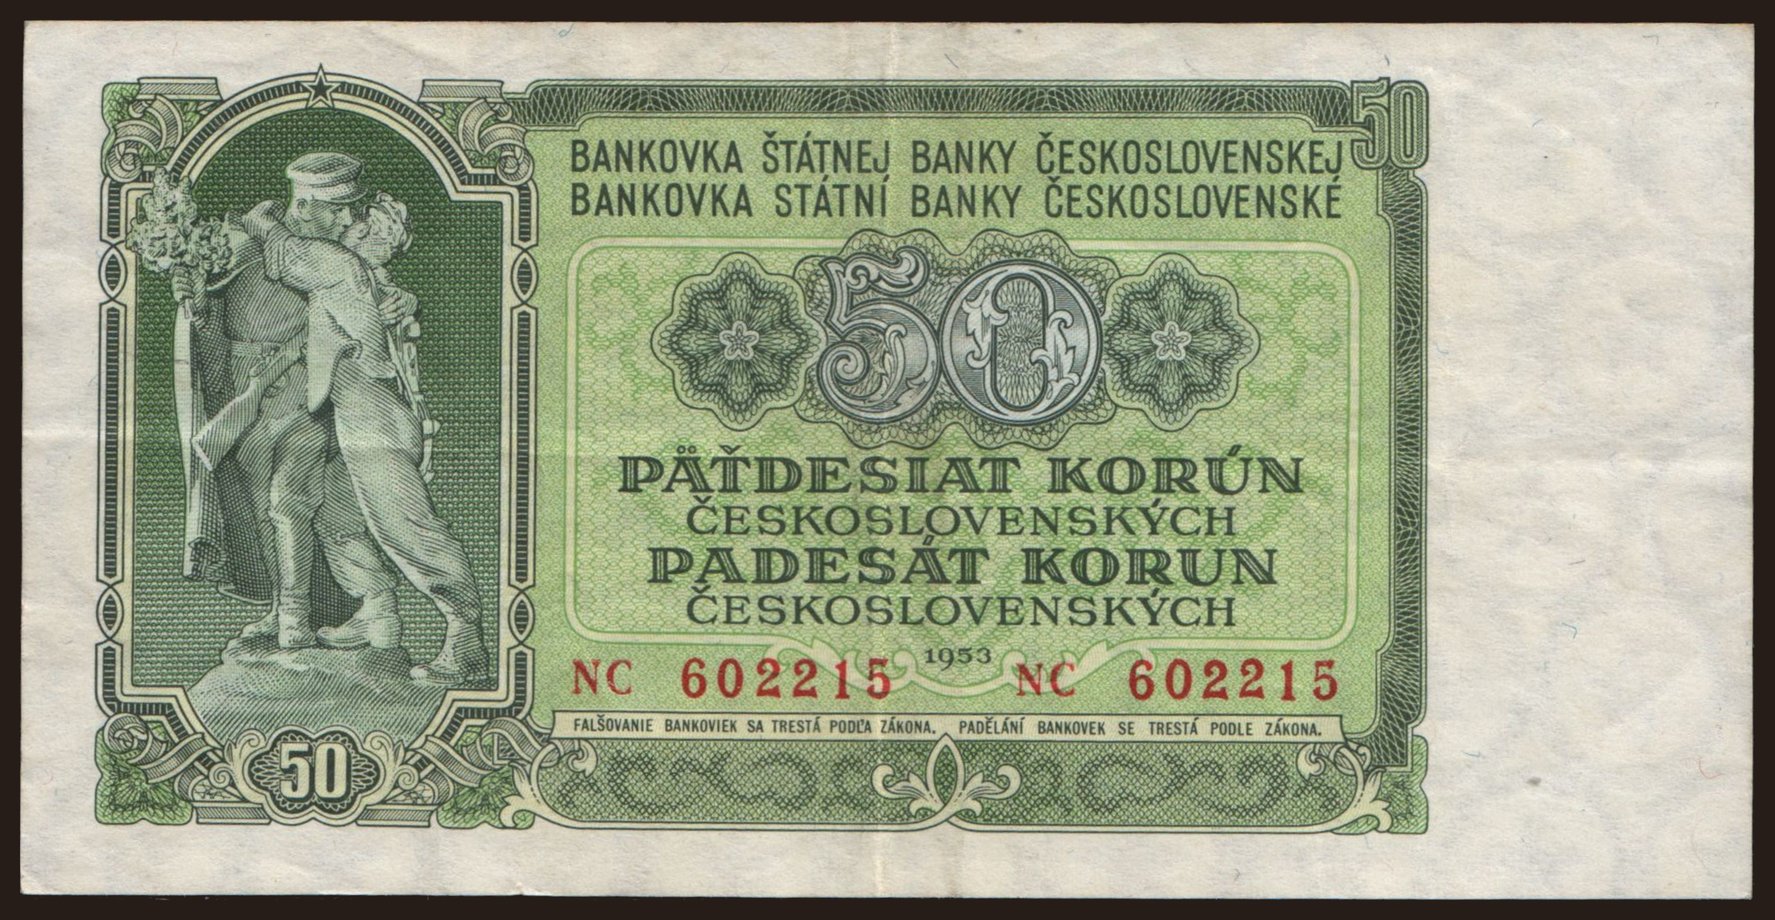 50
BANKOVKA ŠTÁTNEJ BANKY ČESKOSLOVENSKEJ
BANKOVKA STÁTNÍ BANKY ČESKOSLOVENSKÉ
50
PÄŤDESIAT KORÚN
ČESKOSLOVENSKÝCH
PADESÁT KORUN
ČESKOSLOVENSKÝCH
1953
NC 602215 NC 602215
FALŠOVANIE BANKOVIEK SA TRESTÁ PODĽA ZÁKONA. PADĚLÁNÍ BANKOVEK SE TRESTÁ PODLE ZÁKONA.
50